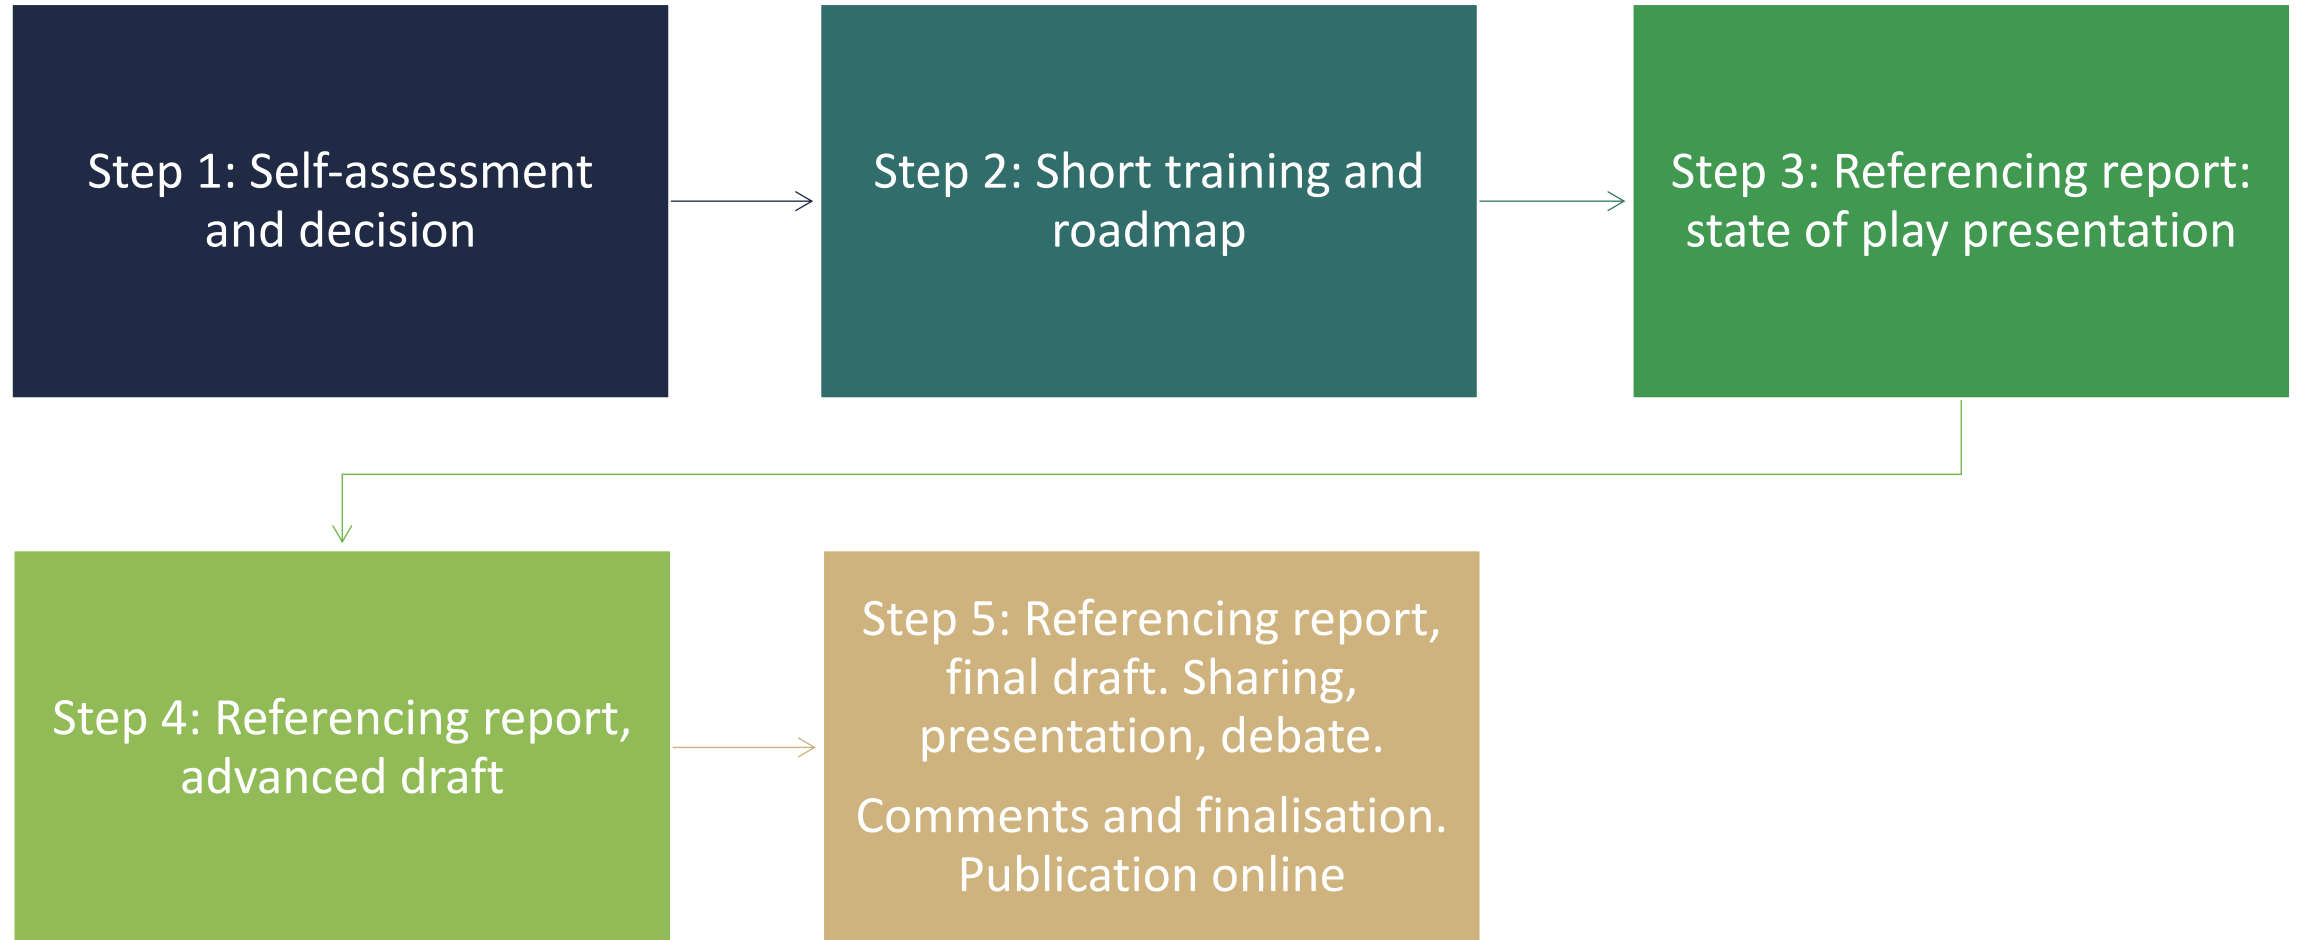 Step 1: Self-assessment
and decision
Step 2: Short training and
roadmap
Step 3: Referencing report:
state of play presentation
Step 4: Referencing report,
advanced draft
Step 5: Referencing report,
final draft. Sharing,
presentation, debate.
Comments and finalisation.
Publication online